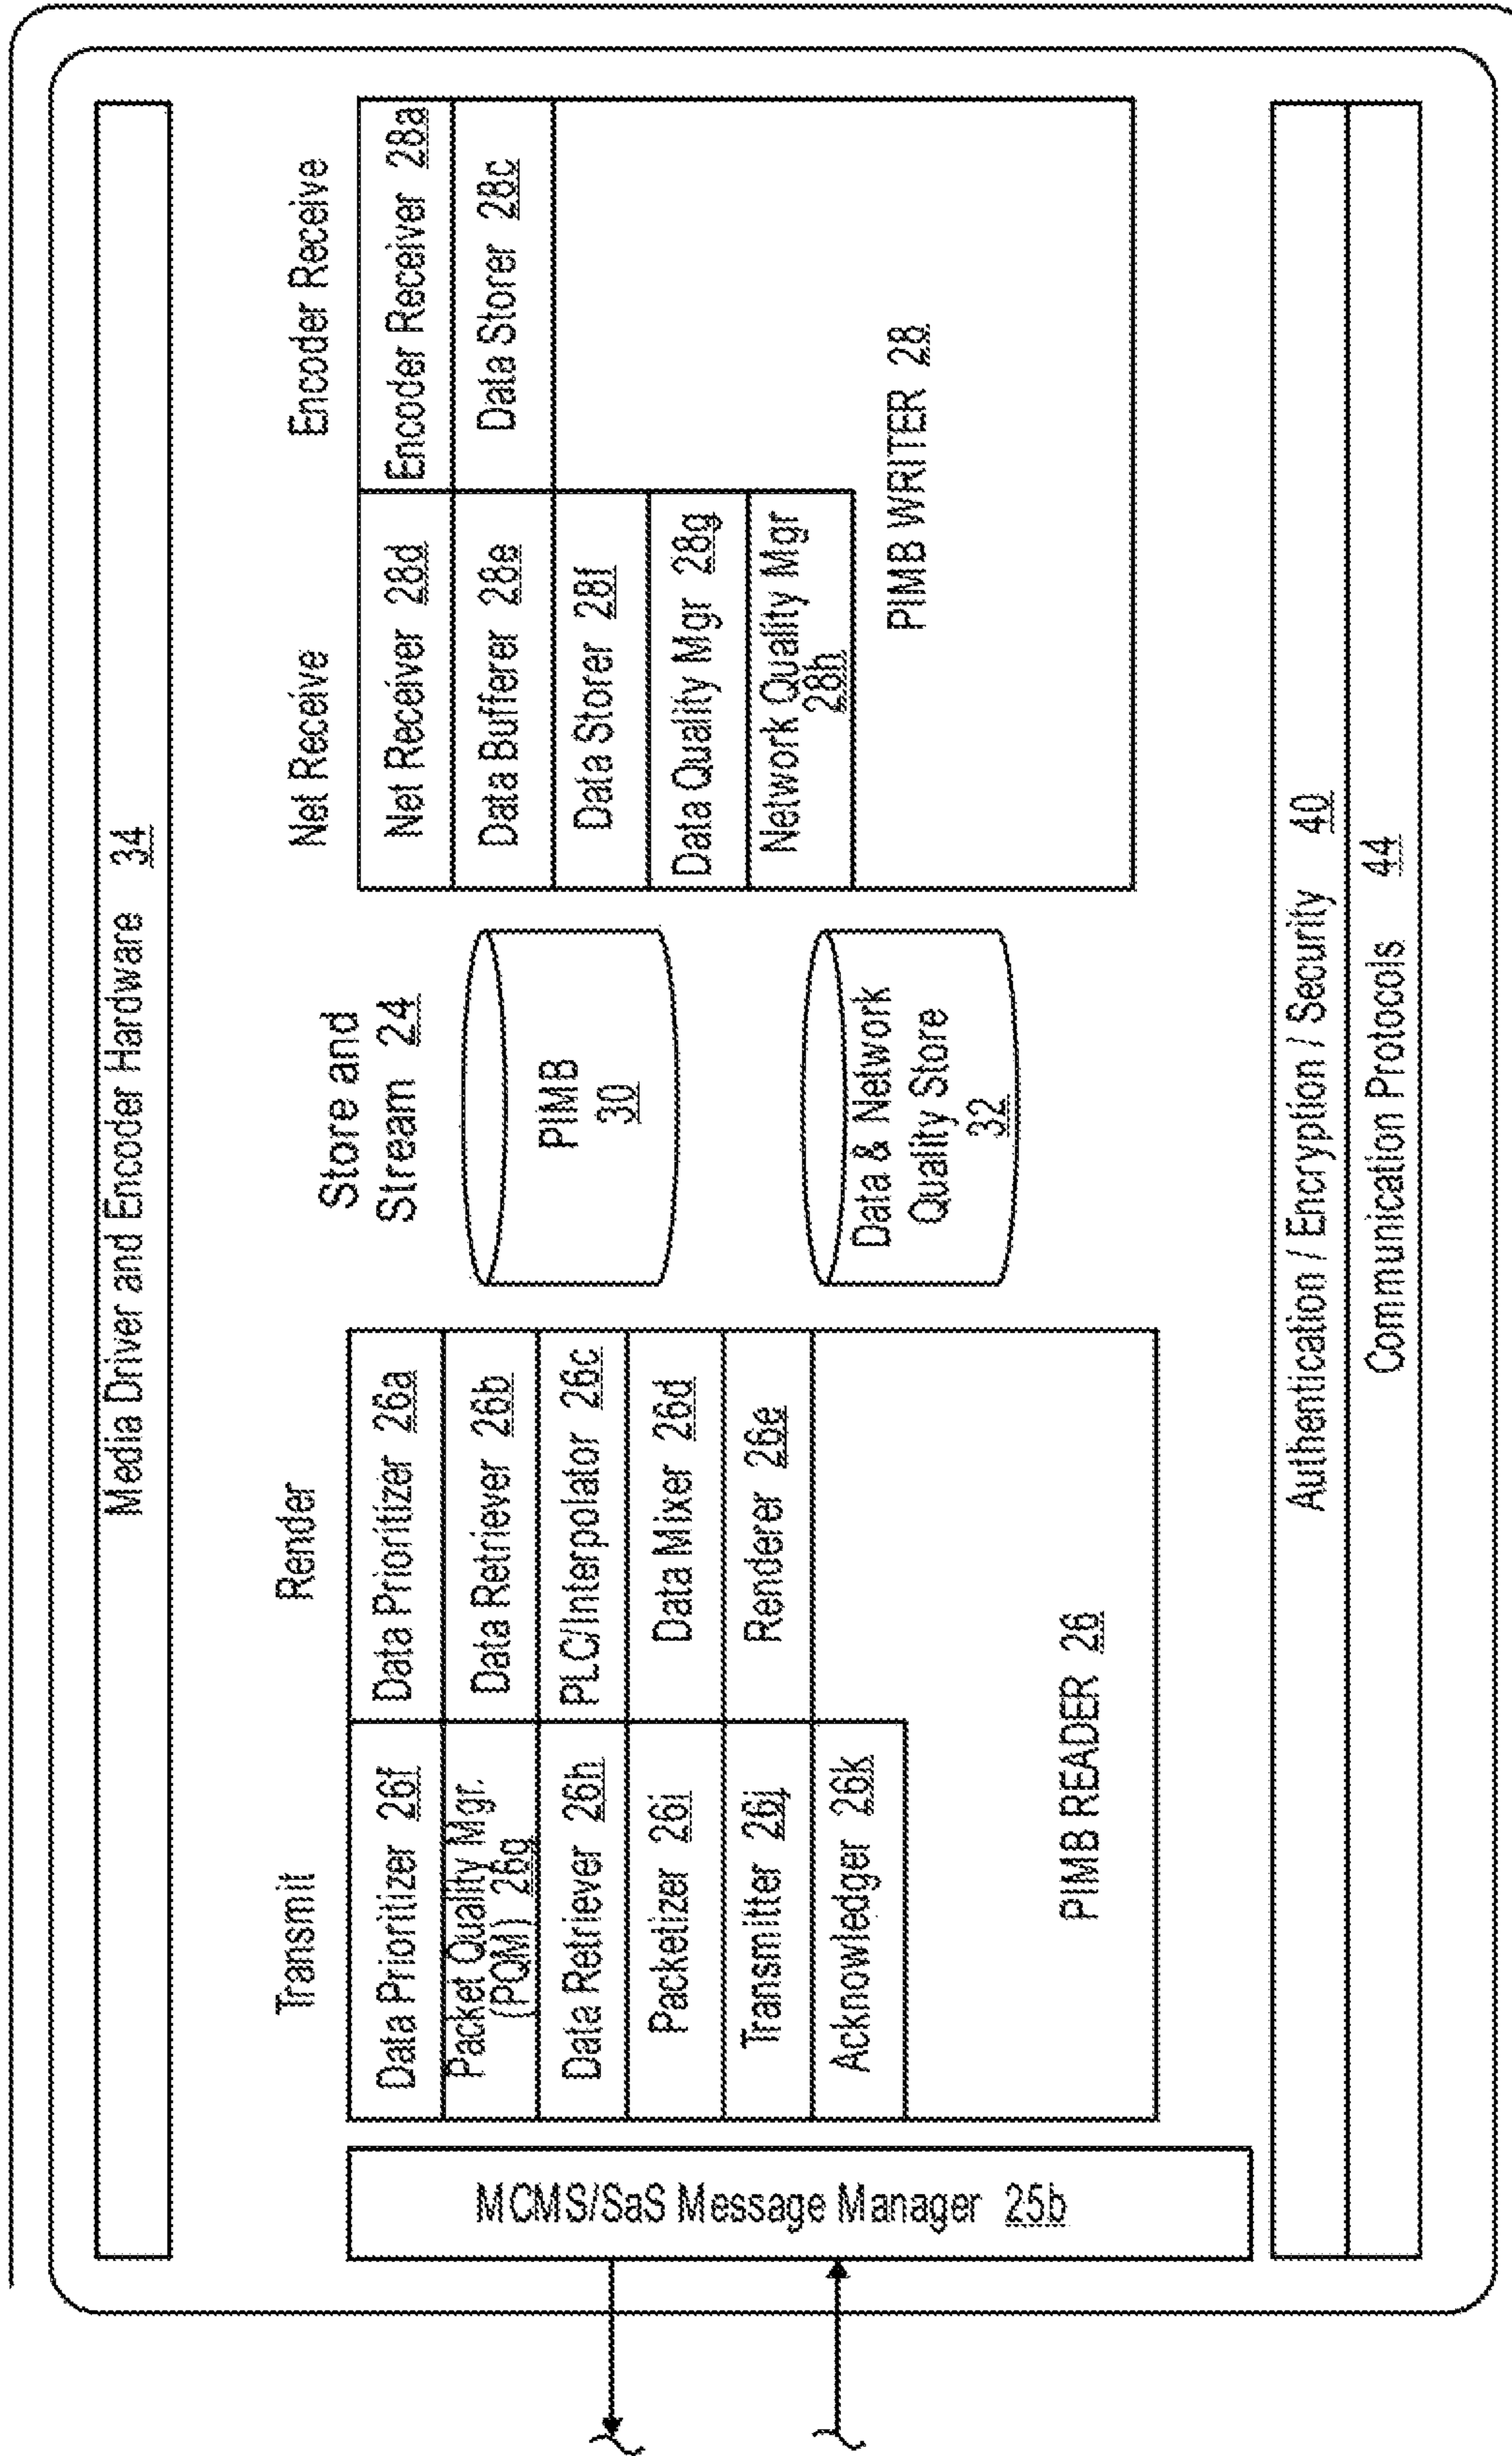 Media Driver and Encoder Hardware 34
MCMS/SaS Message Manager 25b
Transmit
Data Prioritizer 26f
Packet Quality Mgr.
(PQM) 26g
Data Retriever 26h
Packetizer 26i
Transmitter 26j
Acknowledger 26k
Render
Data Prioritizer 26a
Data Retriever 26b
PLC/Interpolator 26c
Data Mixer 26d
Renderer 26e
PIMB READER 26
Store and
Stream 24
PIMB
30
Data & Network
Quality Store
32
Net Receive
Net Receiver 28d
Data Bufferer 28e
Data Storer 28f
Data Quality Mgr 28g
Network Quality Mgr
28h
Encoder Receive
Encoder Receiver 28a
Data Storer 28c
PIMB WRITER 28
Authentication / Encryption / Security 40
Communication Protocols 44